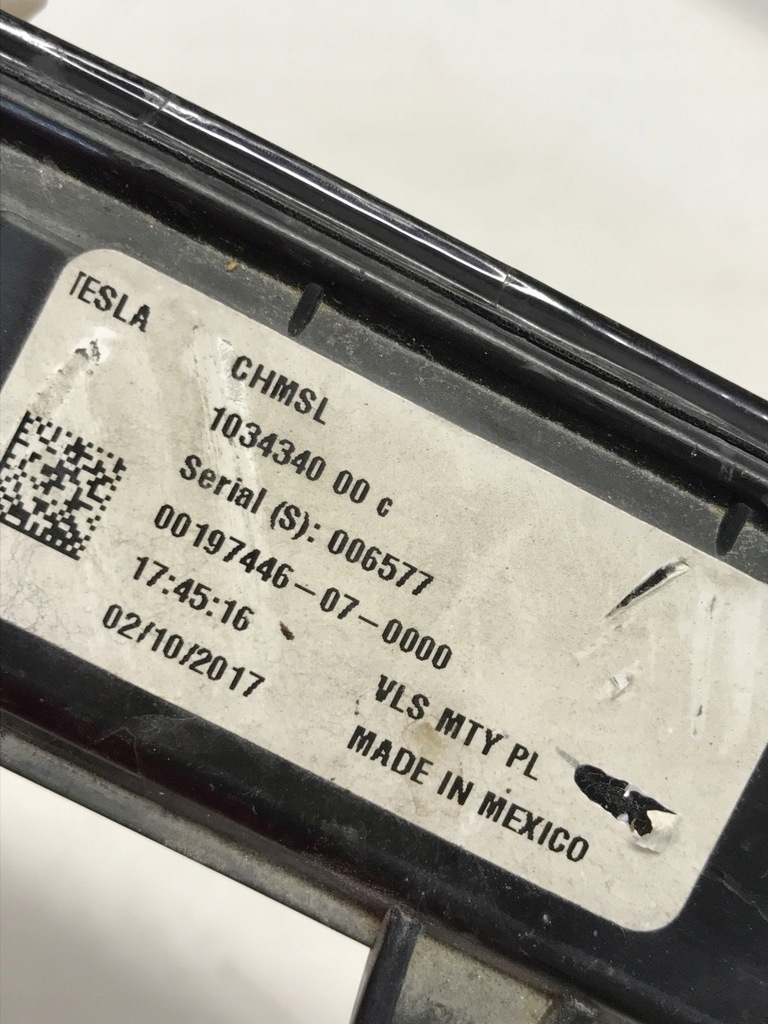 TESLA
CHMSL
1034340 00 c
Serial (S): 006577
00197446-07-0000
17:45:16
02/10/2017
VLS MTY PL
MADE IN MEXICO